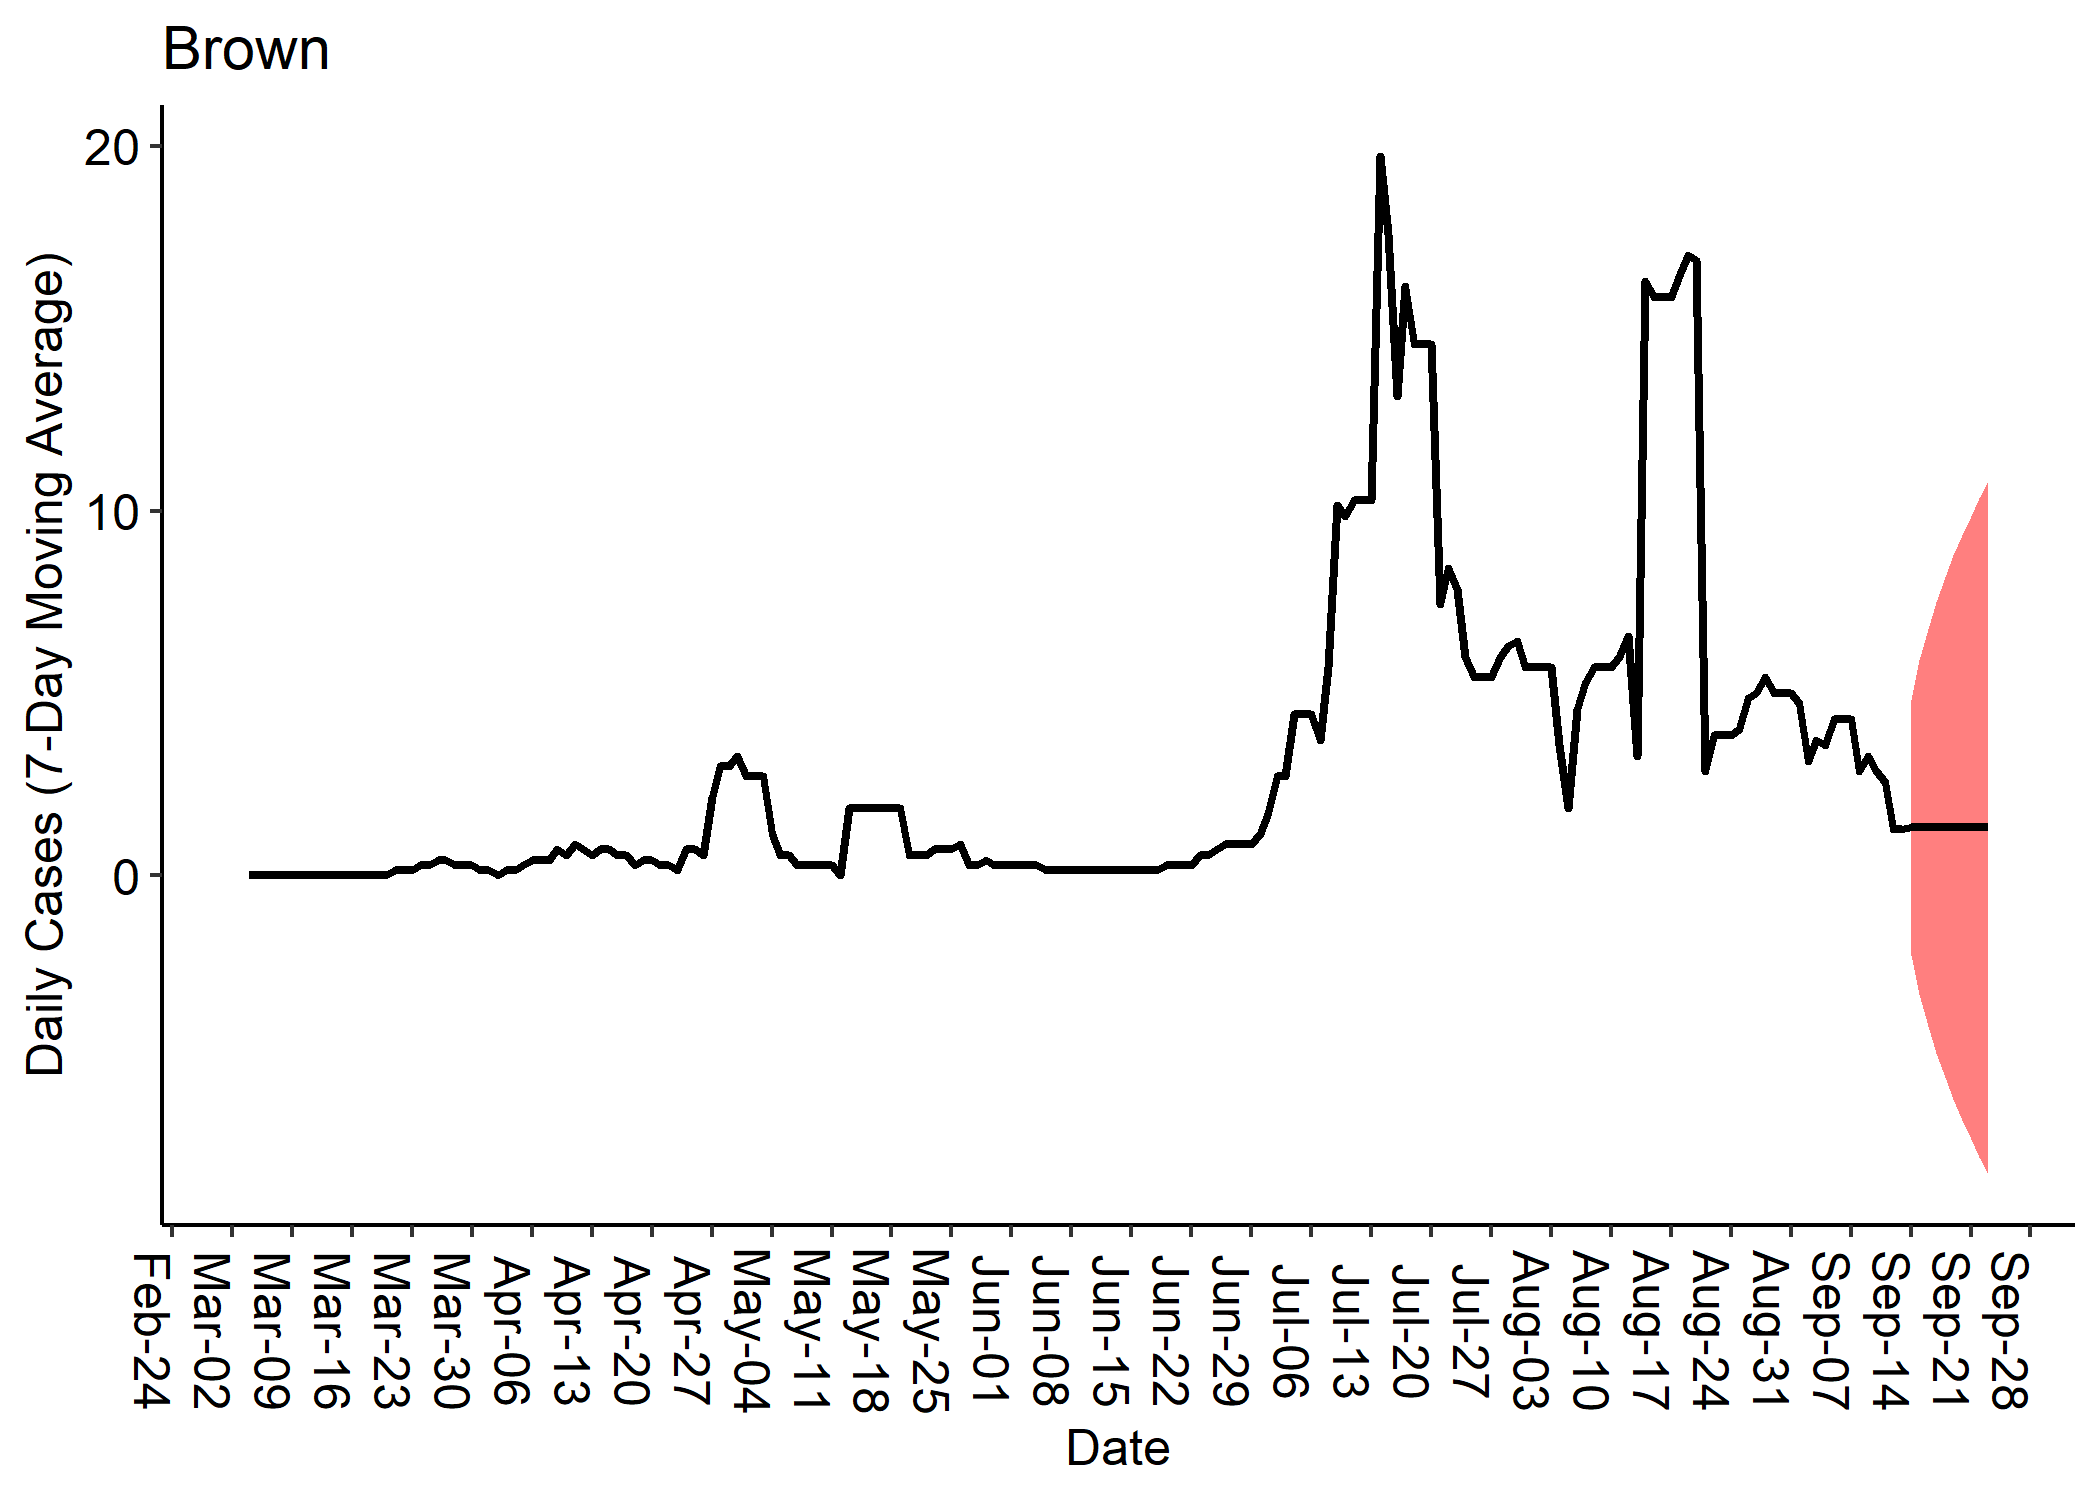 Brown
Daily Cases (7-Day Moving Average)
20
10
0
Feb-24
Mar-02
Mar-09
Mar-16
Mar-23
Mar-30
Apr-06
Apr-13
Apr-20
Apr-27
May-04
May-11
May-18
May-25
Jun-01
Jun-08
Jun-15
Jun-22
Jun-29
Jul-06
Jul-13
Jul-20
Jul-27
Aug-03
Aug-10
Aug-17
Aug-24
Aug-31
Sep-07
Sep-14
Sep-21
Sep-28
Date